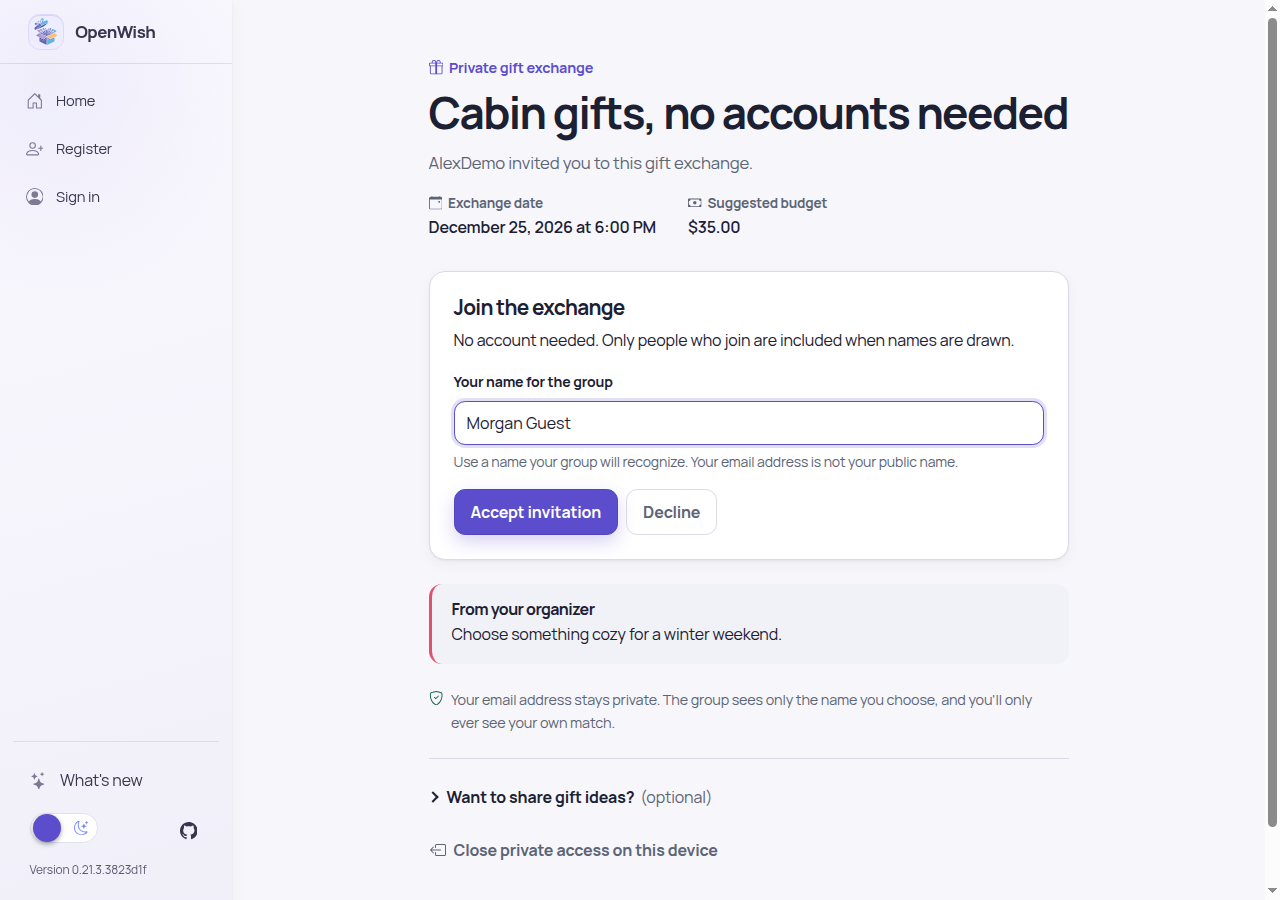 OpenWish
Home
Register
Sign in
What's new
Version 0.21.3.3823d1f
Private gift exchange
Cabin gifts, no accounts needed
AlexDemo invited you to this gift exchange.
Exchange date
December 25, 2026 at 6:00 PM
Suggested budget
$35.00
Join the exchange
No account needed. Only people who join are included when names are drawn.
Your name for the group
Morgan Guest
Use a name your group will recognize. Your email address is not your public name.
Accept invitation
Decline
From your organizer
Choose something cozy for a winter weekend.
Your email address stays private. The group sees only the name you choose, and you'll only
ever see your own match.
Want to share gift ideas? (optional)
Close private access on this device